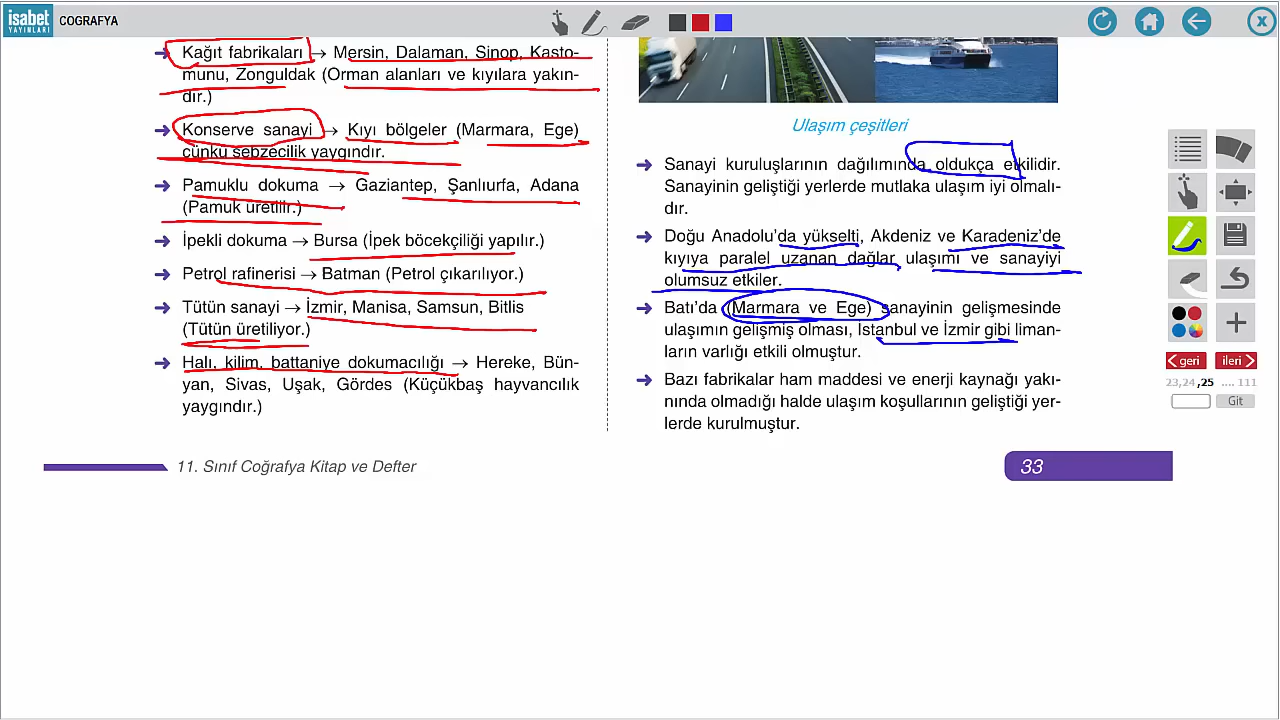 isabet
YAYINLARI
COGRAFYA
➔ Kağıt fabrikaları → Mersin, Dalaman, Sinop, Kasto-
munu, Zonguldak (Orman alanları ve kıyılara yakın-
dır.)
➔ Konserve sanayi → Kıyı bölgeler (Marmara, Ege)
çünkü sebzecilik yaygındır.
➔ Pamuklu dokuma → Gaziantep, Şanlıurfa, Adana
(Pamuk üretilir.)
➔ İpekli dokuma → Bursa (İpek böcekçiliği yapılır.)
➔ Petrol rafinerisi → Batman (Petrol çıkarılıyor.)
➔ Tütün sanayi → İzmir, Manisa, Samsun, Bitlis
(Tütün üretiliyor.)
➔ Halı, kilim, battaniye dokumacılığı → Hereke, Bün-
yan, Sivas, Uşak, Gördes (Küçükbaş hayvancılık
yaygındır.)
Ulaşım çeşitleri
➔ Sanayi kuruluşlarının dağılımında oldukça etkilidir.
Sanayinin geliştiği yerlerde mutlaka ulaşım iyi olmalı-
dır.
➔ Doğu Anadolu'da yükselti, Akdeniz ve Karadeniz'de
kıyıya paralel uzanan dağlar ulaşımı ve sanayiyi
olumsuz etkiler.
➔ Batı'da (Marmara ve Ege) sanayinin gelişmesinde
ulaşımın gelişmiş olması, İstanbul ve İzmir gibi liman-
ların varlığı etkili olmuştur.
➔ Bazı fabrikalar ham maddesi ve enerji kaynağı yakı-
nında olmadığı halde ulaşım koşullarının geliştiği yer-
lerde kurulmuştur.
geri
ileri
23,24 ,25 .... 111
Git
11. Sınıf Coğrafya Kitap ve Defter
33